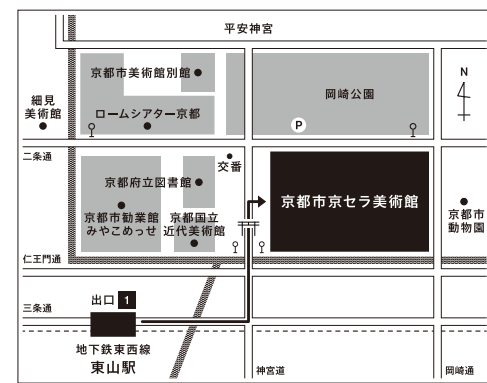 平安神宮
京都市美術館別館
岡崎公園
N
細見
美術館
ロームシアター京都
P
二条通
交番
京都府立図書館
京都市京セラ美術館
京都市勧業館
みやこめっせ
京都国立
近代美術館
京都市
動物園
仁王門通
出口 1
三条通
地下鉄東西線
東山駅
神宮道
岡崎通